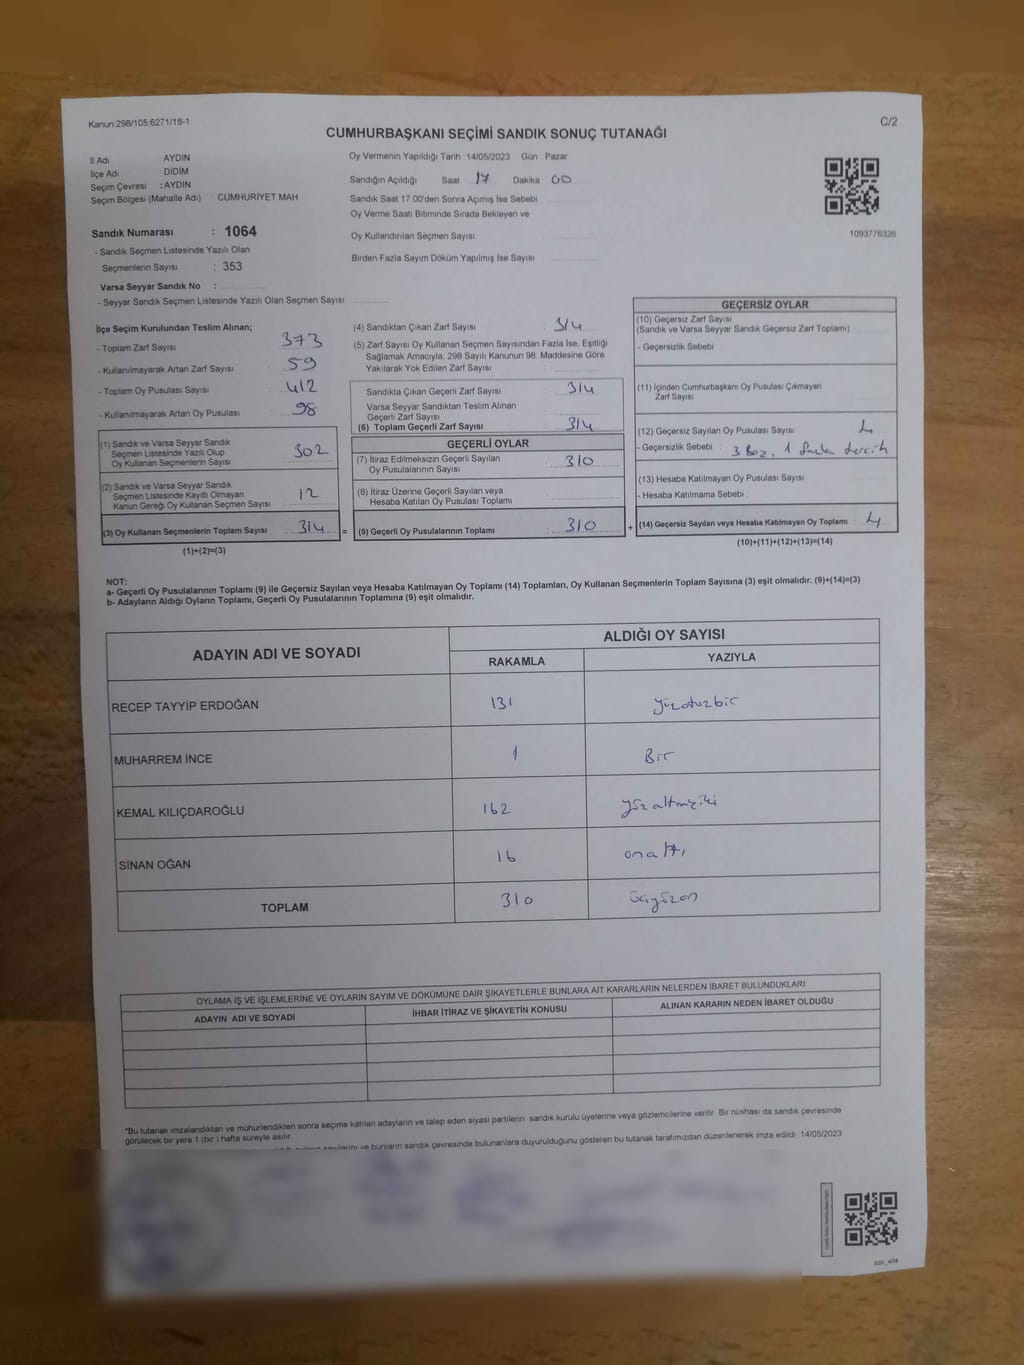 Kanun:298/105,6271/18-1
C/2
CUMHURBAŞKANI SEÇİMİ SANDIK SONUÇ TUTANAĞI
İl Adı AYDIN
İlçe Adı DİDİM
Seçim Çevresi : AYDIN
Seçim Bölgesi (Mahalle Adı) : CUMHURİYET MAH
Sandık Numarası : 1064
- Sandık Seçmen Listesinde Yazılı Olan
Seçmenlerin Sayısı : 353
Varsa Seyyar Sandık No :
- Seyyar Sandık Seçmen Listesinde Yazılı Olan Seçmen Sayısı
Oy Vermenin Yapıldığı Tarih 14/05/2023 Gün Pazar
Sandığın Açıldığı Saat 17 Dakika 00
Sandık Saat 17.00'den Sonra Açımış İse Sebebi
Oy Verme Saati Bitiminde Sırada Bekleyen ve
Oy Kullandırılan Seçmen Sayısı :
Birden Fazla Sayım Döküm Yapılmış İse Sayısı :
1093776326
İlçe Seçim Kurulundan Teslim Alınan;
- Toplam Zarf Sayısı 373
- Kullanılmayarak Artan Zarf Sayısı 59
- Toplam Oy Pusulası Sayısı 412
- Kullanılmayarak Artan Oy Pusulası 98
(1) Sandık ve Varsa Seyyar Sandık
Seçmen Listesinde Yazılı Olup
Oy Kullanan Seçmenlerin Sayısı 302
(2) Sandık ve Varsa Seyyar Sandık
Seçmen Listesinde Kayıtlı Olmayan
Kanun Gereği Oy Kullanan Seçmen Sayısı 12
(3) Oy Kullanan Seçmenlerin Toplam Sayısı : 314 =
(1)+(2)=(3)
(4) Sandıktan Çıkan Zarf Sayısı 314
(5) Zarf Sayısı Oy Kullanan Seçmen Sayısından Fazla İse, Eşitliği
Sağlamak Amacıyla, 298 Sayılı Kanunun 98. Maddesine Göre
Yakılarak Yok Edilen Zarf Sayısı
Sandıkta Çıkan Geçerli Zarf Sayısı 314
Varsa Seyyar Sandıktan Teslim Alınan
Geçerli Zarf Sayısı
(6) Toplam Geçerli Zarf Sayısı 314
GEÇERLİ OYLAR
(7) İtiraz Edilmeksizin Geçerli Sayılan
Oy Pusulalarının Sayısı : 310
(8) İtiraz Üzerine Geçerli Sayılan veya
Hesaba Katılan Oy Pusulası Toplamı :
(9) Geçerli Oy Pusulalarının Toplamı : 310 +
GEÇERSİZ OYLAR
(10) Geçersiz Zarf Sayısı
(Sandık ve Varsa Seyyar Sandık Geçersiz Zarf Toplamı)
- Geçersizlik Sebebi :
(11) İçinden Cumhurbaşkanı Oy Pusulası Çıkmayan
Zarf Sayısı
(12) Geçersiz Sayılan Oy Pusulası Sayısı 4
- Geçersizlik Sebebi : 3 Boz, 1 fazla tercih
(13) Hesaba Katılmayan Oy Pusulası Sayısı
- Hesaba Katılmama Sebebi :
(14) Geçersiz Sayılan veya Hesaba Katılmayan Oy Toplamı : 4
(10)+(11)+(12)+(13)=(14)
NOT:
a- Geçerli Oy Pusulalarının Toplamı (9) ile Geçersiz Sayılan veya Hesaba Katılmayan Oy Toplamı (14) Toplamları, Oy Kullanan Seçmenlerin Toplam Sayısına (3) eşit olmalıdır. (9)+(14)=(3)
b- Adayların Aldığı Oyların Toplamı, Geçerli Oy Pusulalarının Toplamına (9) eşit olmalıdır.
ADAYIN ADI VE SOYADI
ALDIĞI OY SAYISI
RAKAMLA YAZIYLA
RECEP TAYYİP ERDOĞAN 131 yüzotuzbir
MUHARREM İNCE 1 Bir
KEMAL KILIÇDAROĞLU 162 yüzaltmışiki
SİNAN OĞAN 16 onaltı
TOPLAM 310 üçyüzon
OYLAMA İŞ VE İŞLEMLERİNE VE OYLARIN SAYIM VE DÖKÜMÜNE DAİR ŞİKAYETLERLE BUNLARA AİT KARARLARIN NELERDEN İBARET BULUNDUKLARI
ADAYIN ADI VE SOYADI İHBAR İTİRAZ VE ŞİKAYETİN KONUSU ALINAN KARARIN NEDEN İBARET OLDUĞU
*Bu tutanak imzalandıktan ve mühürlendikten sonra seçime katılan adayların ve talep eden siyasi partilerin sandık kurulu üyelerine veya gözlemcilerine verilir. Bir nüshası da sandık çevresinde
görülecek bir yere 1 (bir ) hafta süreyle asılır.
ve bunların sandık çevresinde bulunanlara duyurulduğunu gösteren bu tutanak tarafımızdan düzenlenerek imza edildi. 14/05/2023